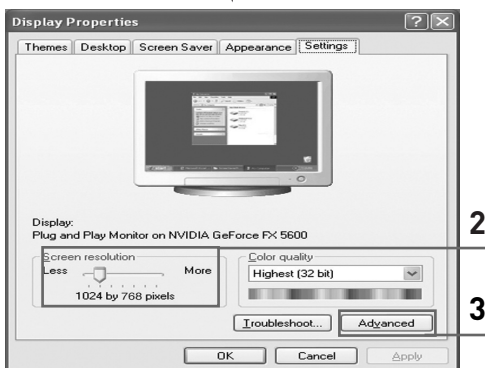 Display Properties
Themes Desktop Screen Saver Appearance Settings
Display:
Plug and Play Monitor on NVIDIA GeForce FX 5600
Screen resolution
Less More
1024 by 768 pixels
Color quality
Highest (32 bit)
2
3
Troubleshoot... Advanced
OK Cancel Apply